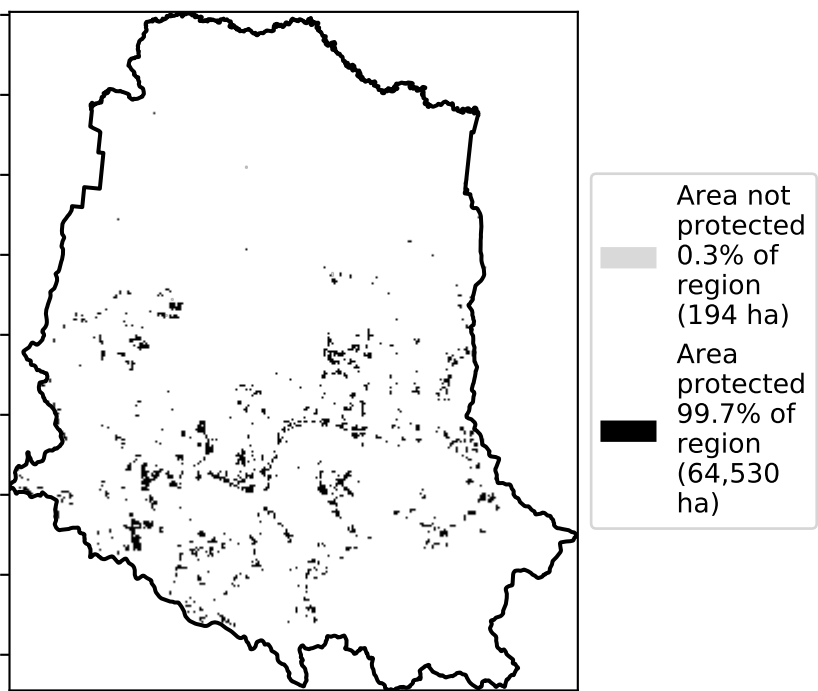 Area not
protected
0.3% of
region
(194 ha)
Area
protected
99.7% of
region
(64,530
ha)